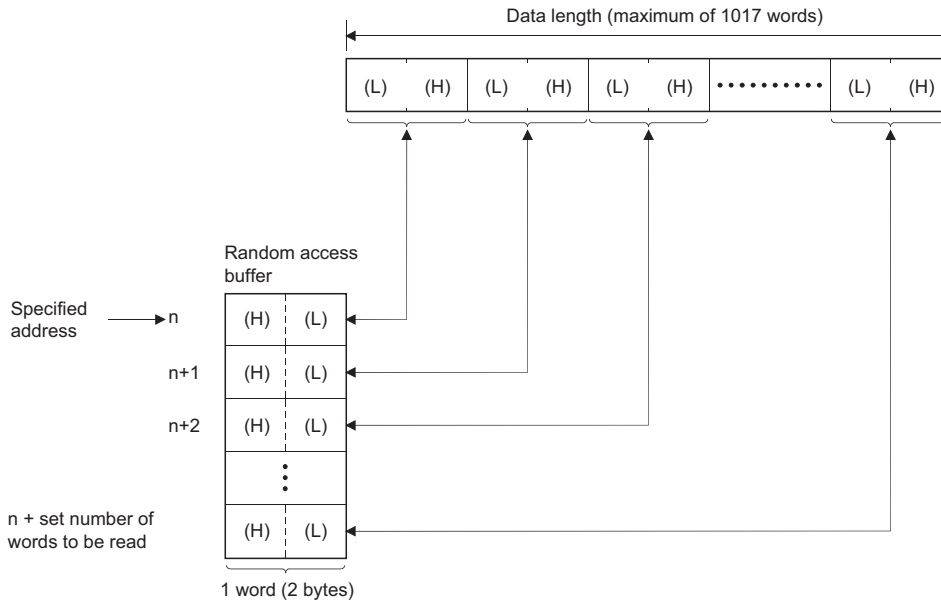 Data length (maximum of 1017 words)
(L) (H) (L) (H) (L) (H) •••••••••• (L) (H)
Random access
buffer
Specified
address
n (H) (L)
n+1 (H) (L)
n+2 (H) (L)
n + set number of
words to be read
(H) (L)
1 word (2 bytes)